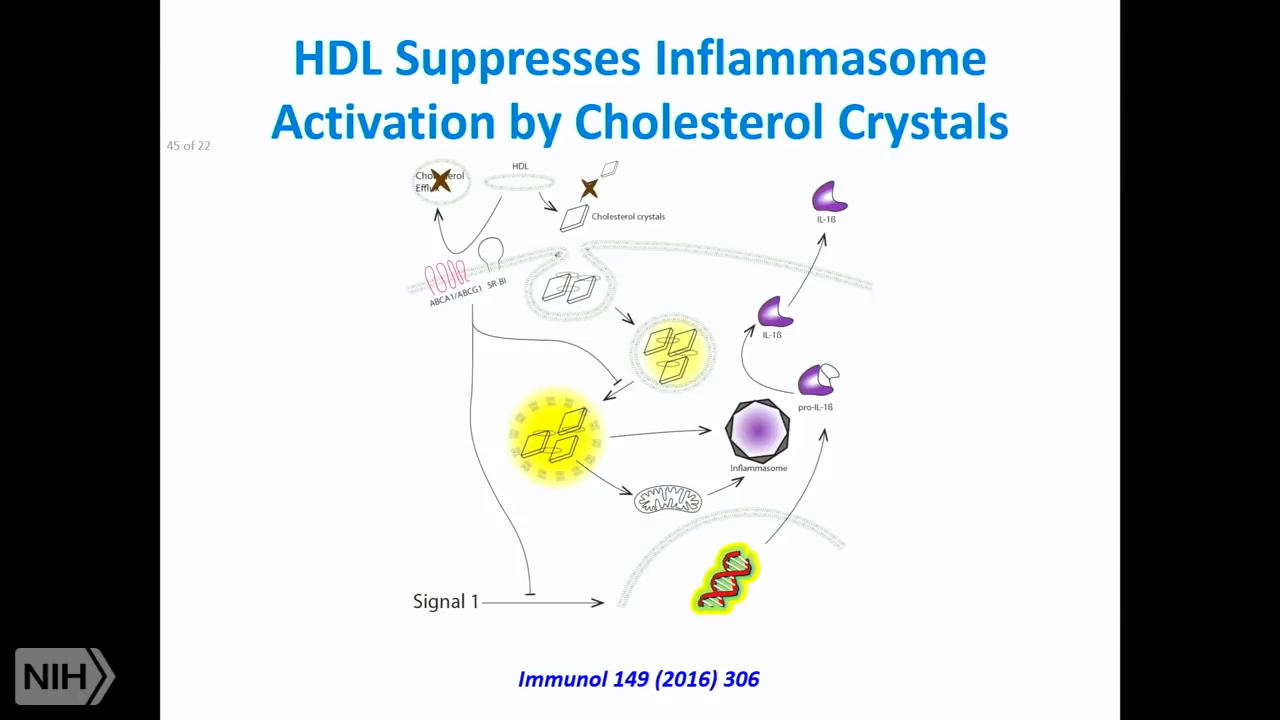 HDL Suppresses Inflammasome
Activation by Cholesterol Crystals
45 of 22
Cholesterol
Efflux
HDL
Cholesterol crystals
ABCA1/ABCG1
SR-BI
IL-1ß
IL-1ß
pro-IL-1ß
Inflammasome
Signal 1
Immunol 149 (2016) 306
NIH